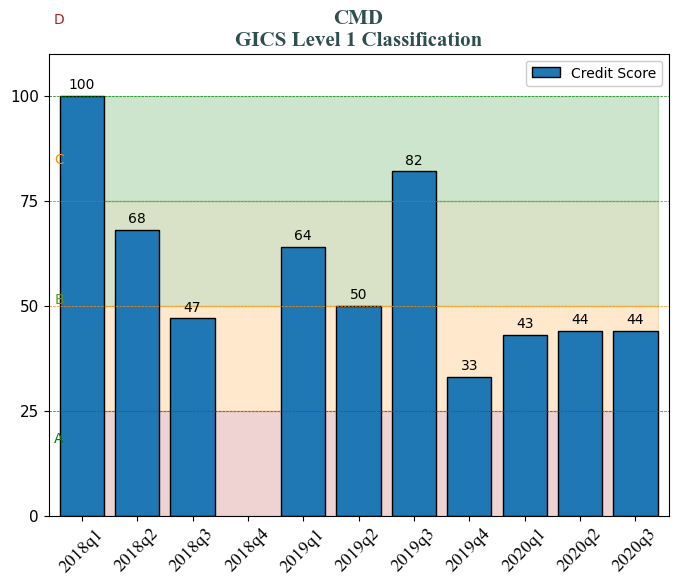 D
CMD
GICS Level 1 Classification
Credit Score
100
100
82
C
75
68
64
50
50
B
47
44
44
43
33
25
A
0
2018q1
2018q2
2018q3
2018q4
2019q1
2019q2
2019q3
2019q4
2020q1
2020q2
2020q3